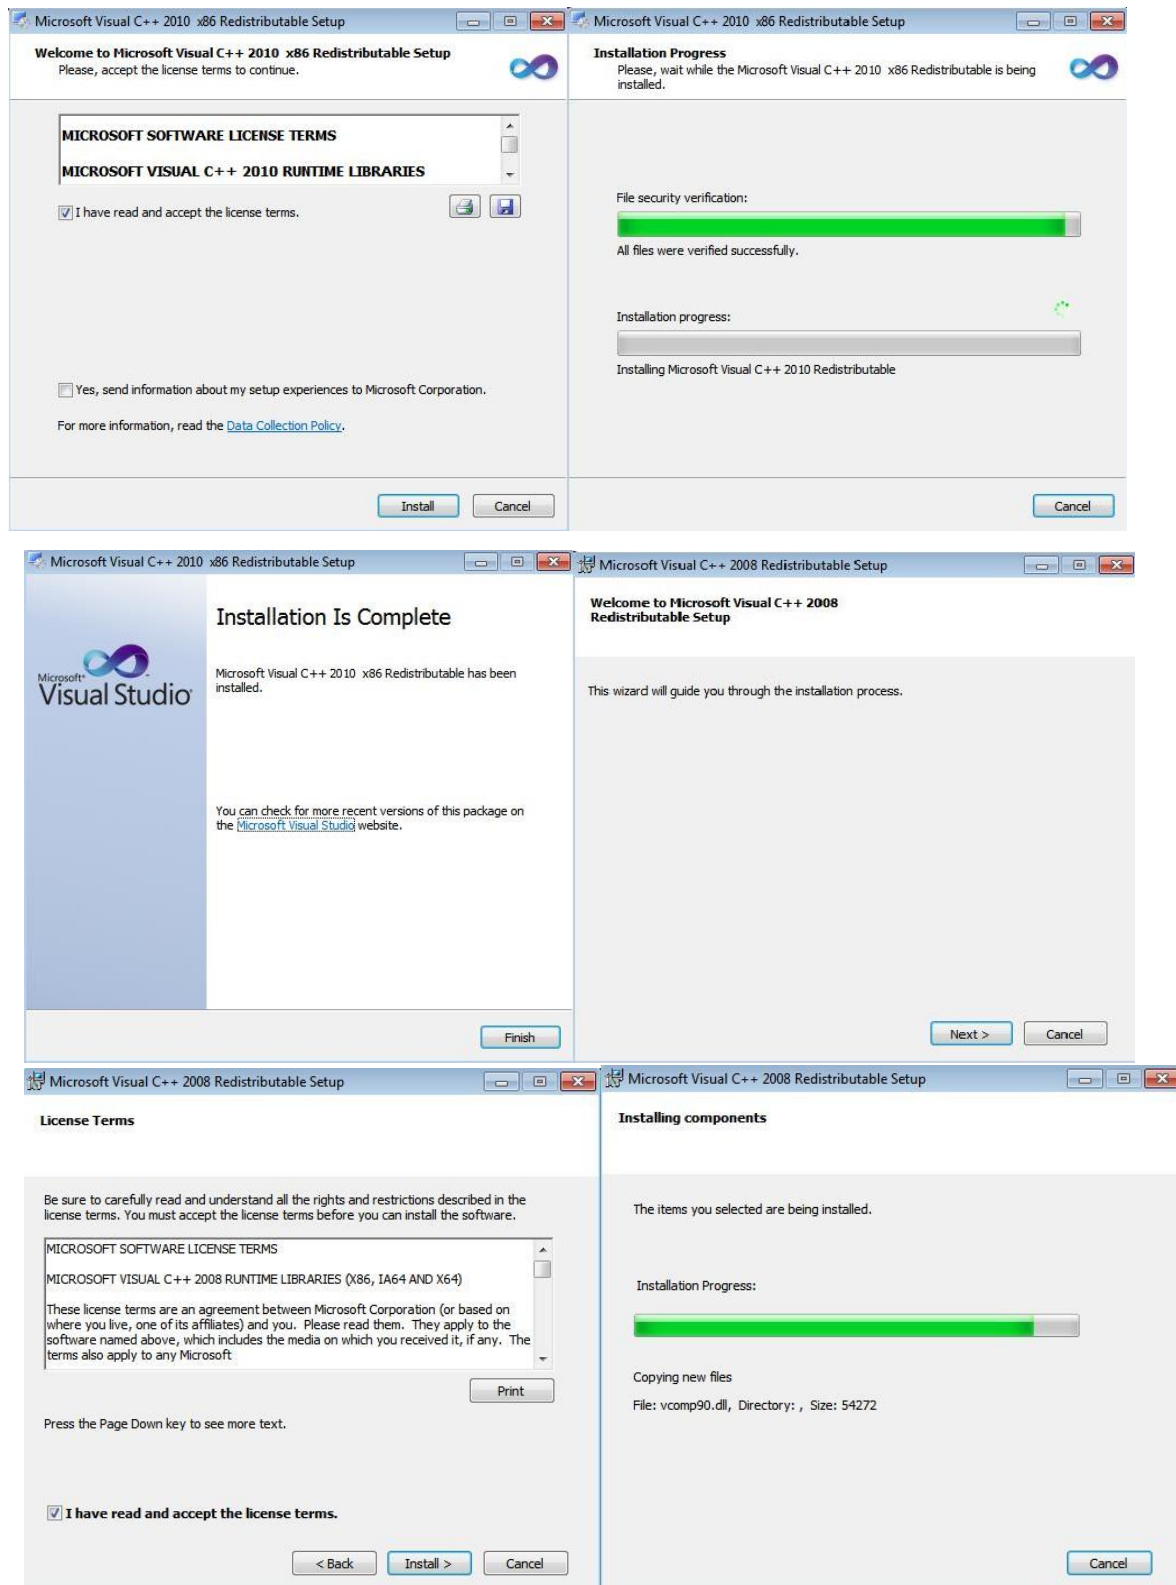 Microsoft Visual C++ 2010 x86 Redistributable Setup
Welcome to Microsoft Visual C++ 2010 x86 Redistributable Setup
Please, accept the license terms to continue.
MICROSOFT SOFTWARE LICENSE TERMS
MICROSOFT VISUAL C++ 2010 RUNTIME LIBRARIES
I have read and accept the license terms.
Yes, send information about my setup experiences to Microsoft Corporation.
For more information, read the Data Collection Policy.
Install
Cancel
Microsoft Visual C++ 2010 x86 Redistributable Setup
Installation Progress
Please, wait while the Microsoft Visual C++ 2010 x86 Redistributable is being
installed.
File security verification:
All files were verified successfully.
Installation progress:
Installing Microsoft Visual C++ 2010 Redistributable
Cancel
Microsoft Visual C++ 2010 x86 Redistributable Setup
Microsoft
Visual Studio
Installation Is Complete
Microsoft Visual C++ 2010 x86 Redistributable has been
installed.
You can check for more recent versions of this package on
the Microsoft Visual Studio website.
Finish
Microsoft Visual C++ 2008 Redistributable Setup
Welcome to Microsoft Visual C++ 2008
Redistributable Setup
This wizard will guide you through the installation process.
Next >
Cancel
Microsoft Visual C++ 2008 Redistributable Setup
License Terms
Be sure to carefully read and understand all the rights and restrictions described in the
license terms. You must accept the license terms before you can install the software.
MICROSOFT SOFTWARE LICENSE TERMS
MICROSOFT VISUAL C++ 2008 RUNTIME LIBRARIES (X86, IA64 AND X64)
These license terms are an agreement between Microsoft Corporation (or based on
where you live, one of its affiliates) and you. Please read them. They apply to the
software named above, which includes the media on which you received it, if any. The
terms also apply to any Microsoft
Print
Press the Page Down key to see more text.
I have read and accept the license terms.
< Back
Install >
Cancel
Microsoft Visual C++ 2008 Redistributable Setup
Installing components
The items you selected are being installed.
Installation Progress:
Copying new files
File: vcomp90.dll, Directory: , Size: 54272
Cancel